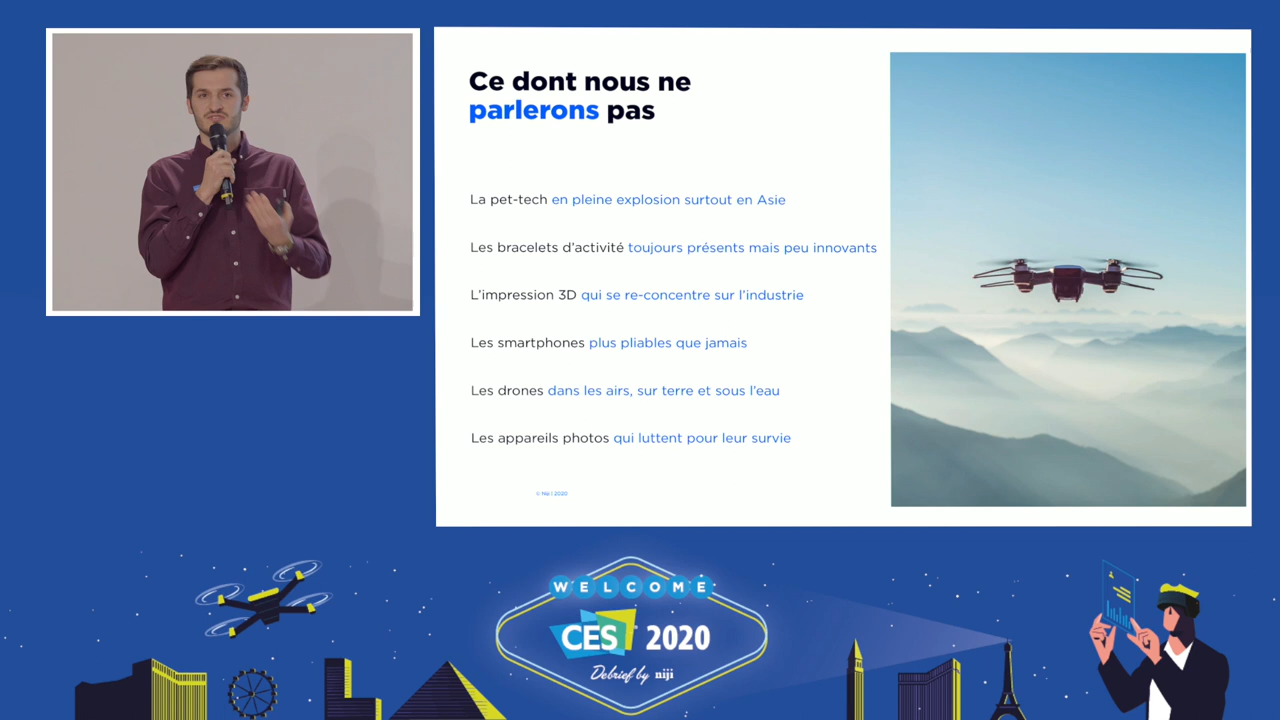 Ce dont nous ne
parlerons pas
La pet-tech en pleine explosion surtout en Asie
Les bracelets d'activité toujours présents mais peu innovants
L'impression 3D qui se re-concentre sur l'industrie
Les smartphones plus pliables que jamais
Les drones dans les airs, sur terre et sous l'eau
Les appareils photos qui luttent pour leur survie
© Niji | 2020
WELCOME
CES 2020
Debrief by niji